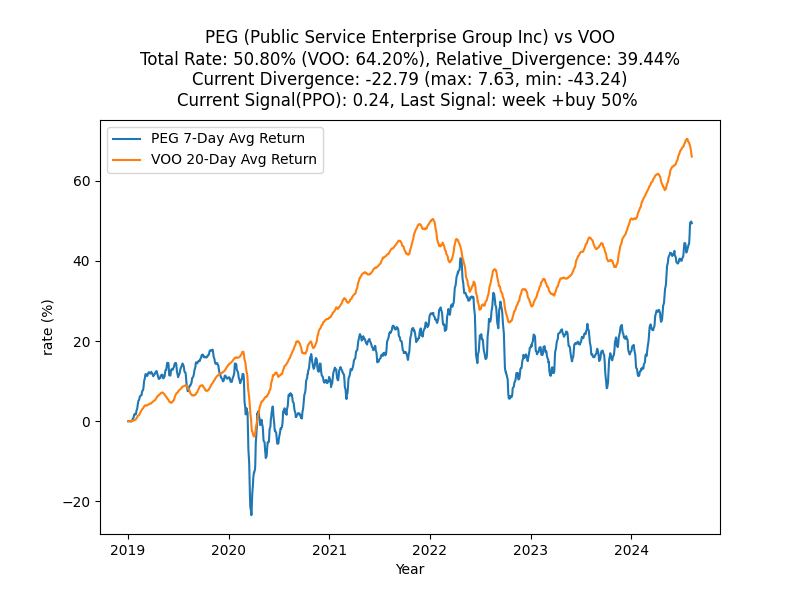 PEG (Public Service Enterprise Group Inc) vs VOO
Total Rate: 50.80% (VOO: 64.20%), Relative_Divergence: 39.44%
Current Divergence: -22.79 (max: 7.63, min: -43.24)
Current Signal(PPO): 0.24, Last Signal: week +buy 50%
PEG 7-Day Avg Return
VOO 20-Day Avg Return
60
40
20
0
−20
rate (%)
2019 2020 2021 2022 2023 2024
Year